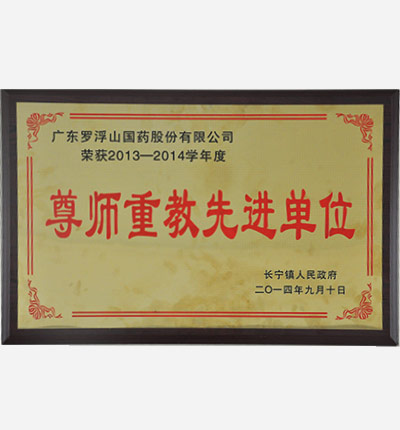 广东罗浮山国药股份有限公司
荣获2013—2014学年度
尊师重教先进单位
长宁镇人民政府
二〇一四年九月十日